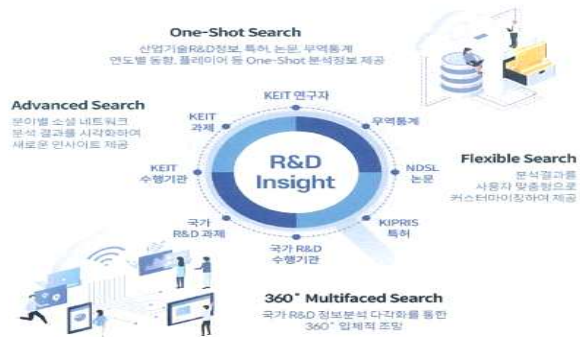 One-Shot Search
산업기술R&D정보, 특허, 논문, 무역통계
연도별 동향, 플레이어 등 One-Shot 분석정보 제공
Advanced Search
분야별 소셜 네트워크
분석 결과를 시각화하여
새로운 인사이트 제공
KEIT 연구자
KEIT
과제
무역통계
KEIT
수행기관
R&D
Insight
NDSL
논문
Flexible Search
분석결과를
사용자 맞춤형으로
커스터마이징하여 제공
국가
R&D 과제
KIPRIS
특허
국가 R&D
수행기관
360˚ Multifaced Search
국가 R&D 정보분석 다각화를 통한
360˚ 입체적 조망